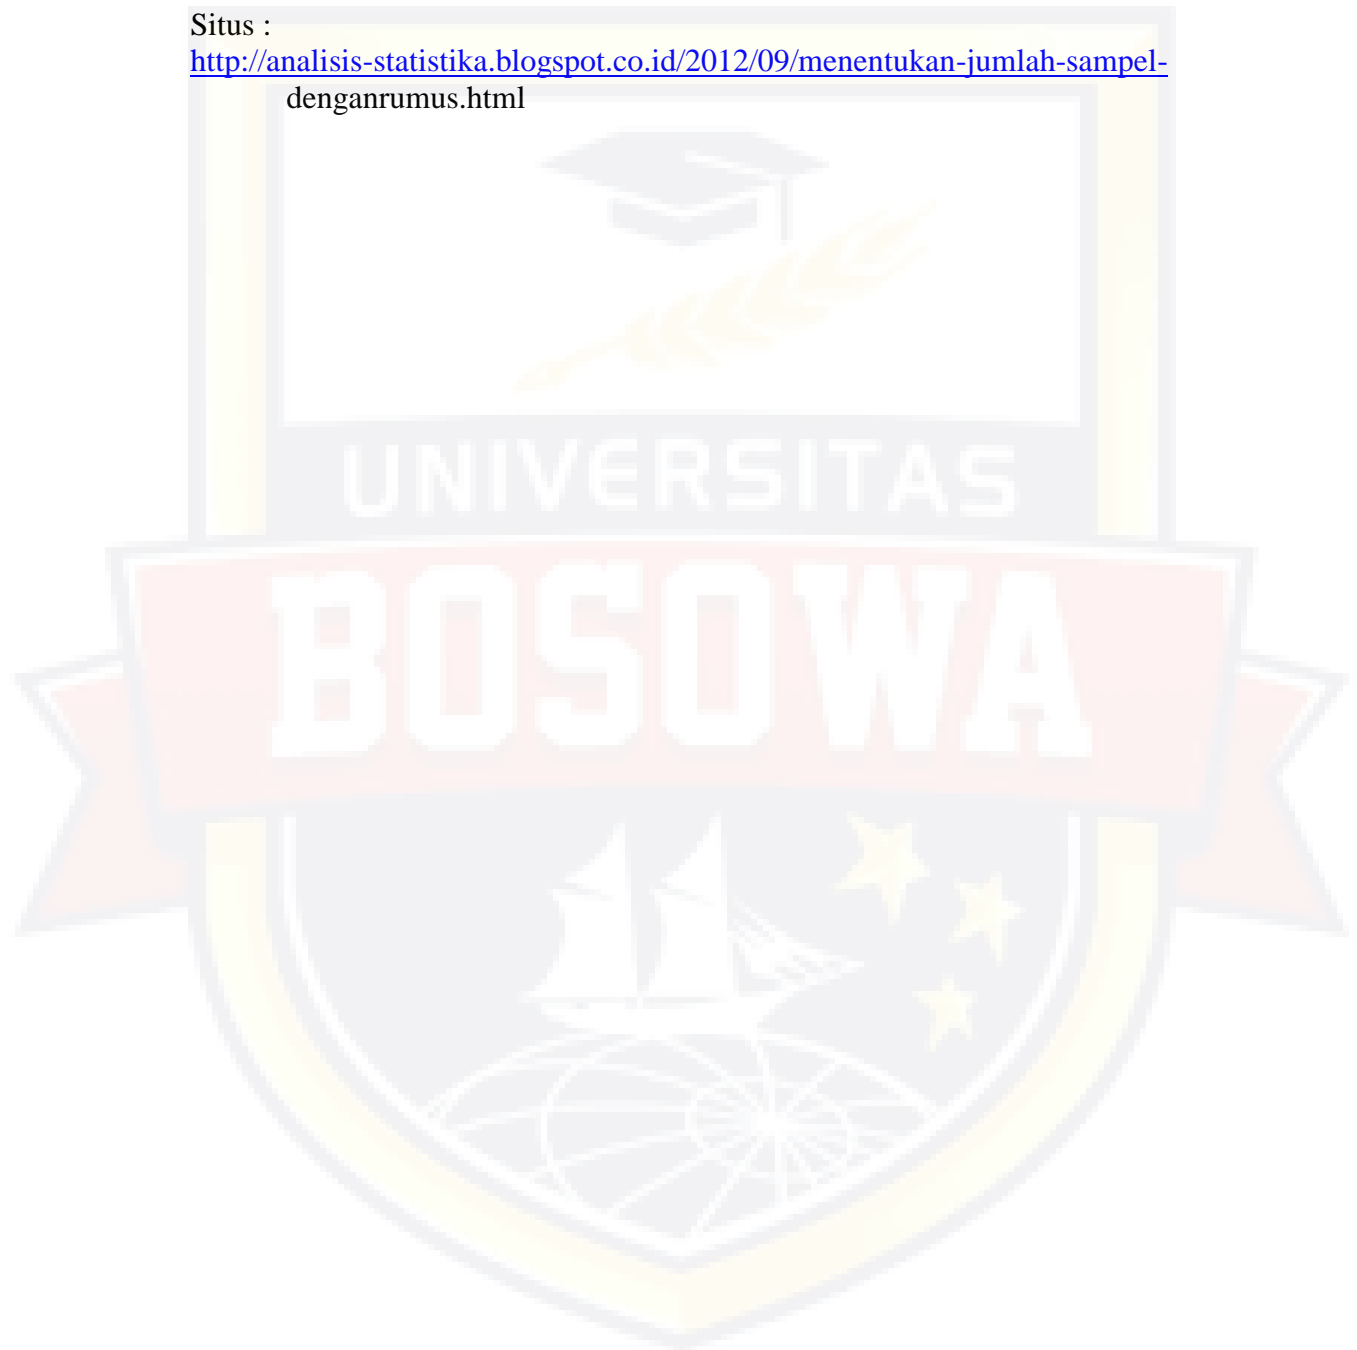 Situs :
http://analisis-statistika.blogspot.co.id/2012/09/menentukan-jumlah-sampel-
denganrumus.html
UNIVERSITAS
BOSOWA